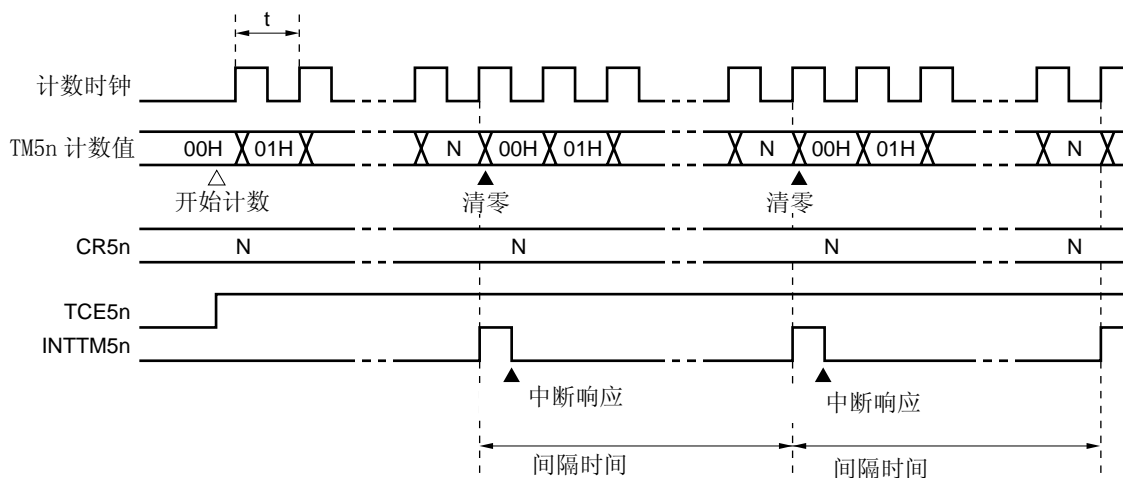 t
计数时钟
TM5n 计数值 00H 01H N 00H 01H N 00H 01H N
开始计数 清零 清零
CR5n N N N N
TCE5n
INTTM5n
中断响应 中断响应
间隔时间 间隔时间